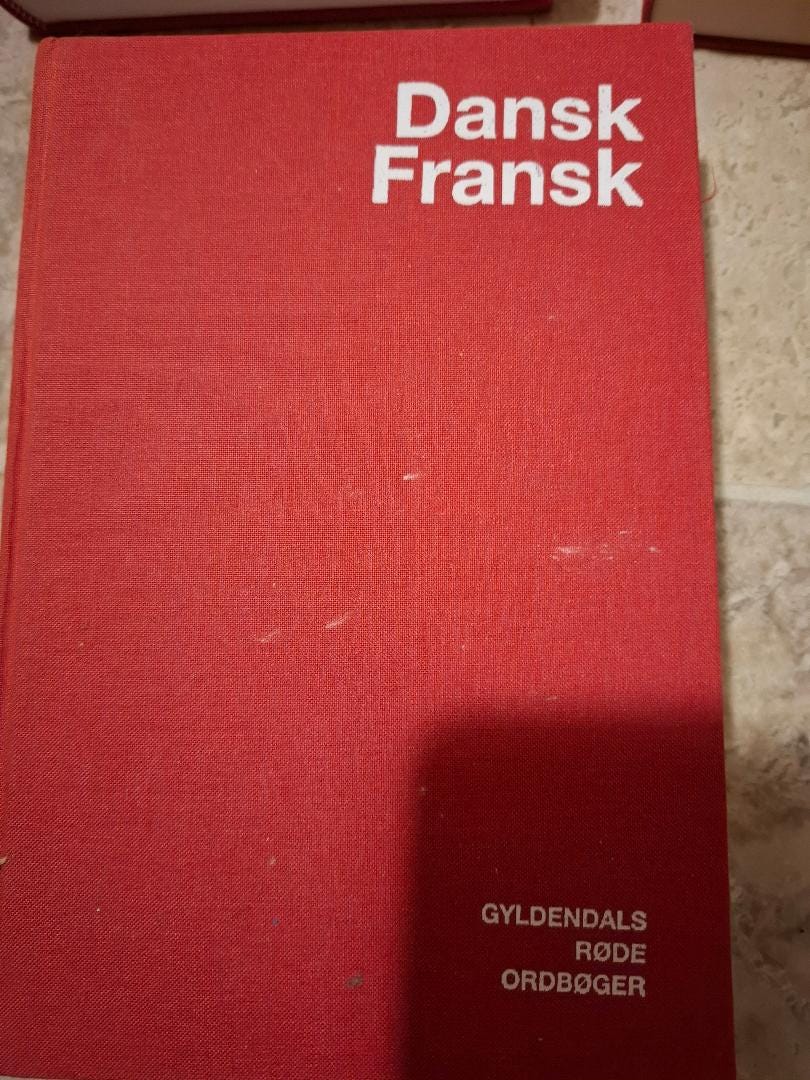 Dansk
Fransk
GYLDENDALS
RØDE
ORDBØGER